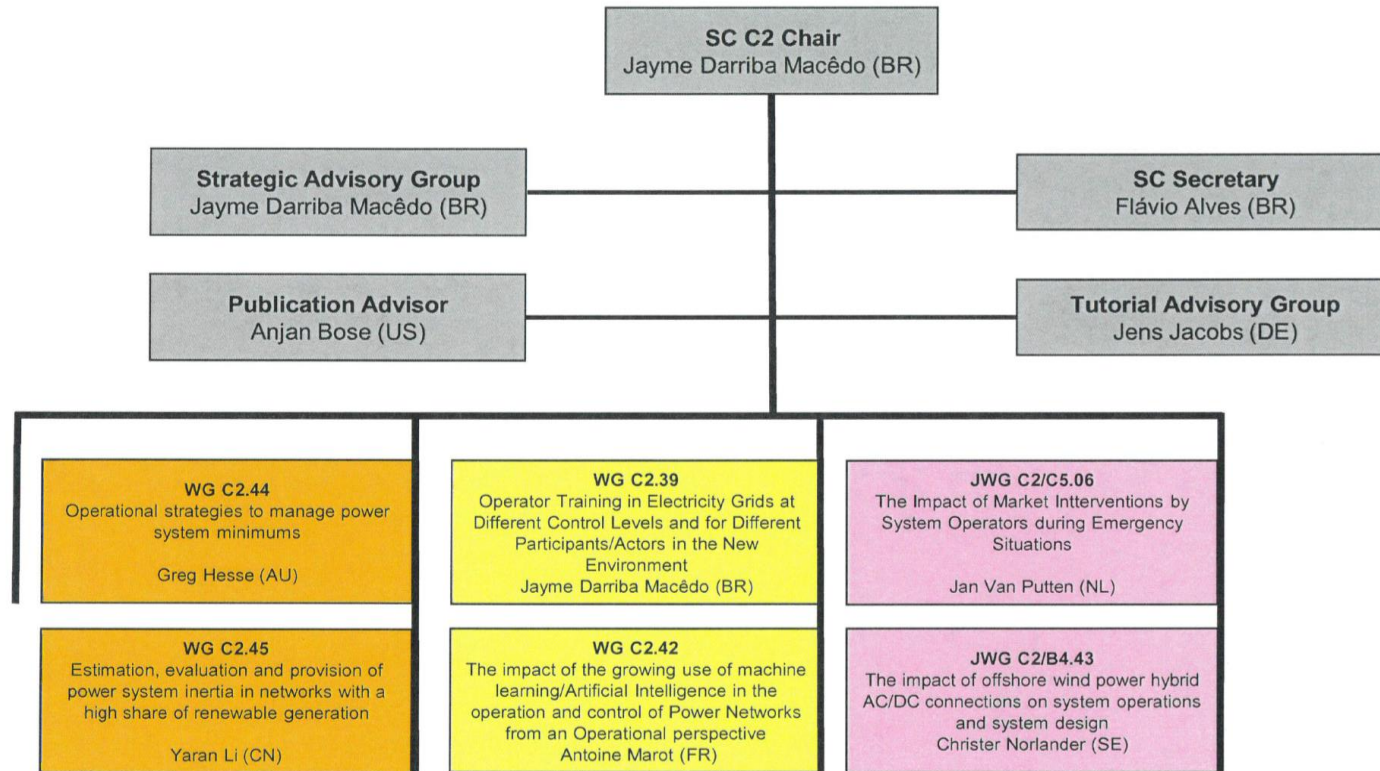 SC C2 Chair
Jayme Darriba Macêdo (BR)
Strategic Advisory Group
Jayme Darriba Macêdo (BR)
SC Secretary
Flávio Alves (BR)
Publication Advisor
Anjan Bose (US)
Tutorial Advisory Group
Jens Jacobs (DE)
WG C2.44
Operational strategies to manage power
system minimums
Greg Hesse (AU)
WG C2.39
Operator Training in Electricity Grids at
Different Control Levels and for Different
Participants/Actors in the New
Environment
Jayme Darriba Macêdo (BR)
JWG C2/C5.06
The Impact of Market Intterventions by
System Operators during Emergency
Situations
Jan Van Putten (NL)
WG C2.45
Estimation, evaluation and provision of
power system inertia in networks with a
high share of renewable generation
Yaran Li (CN)
WG C2.42
The impact of the growing use of machine
learning/Artificial Intelligence in the
operation and control of Power Networks
from an Operational perspective
Antoine Marot (FR)
JWG C2/B4.43
The impact of offshore wind power hybrid
AC/DC connections on system operations
and system design
Christer Norlander (SE)